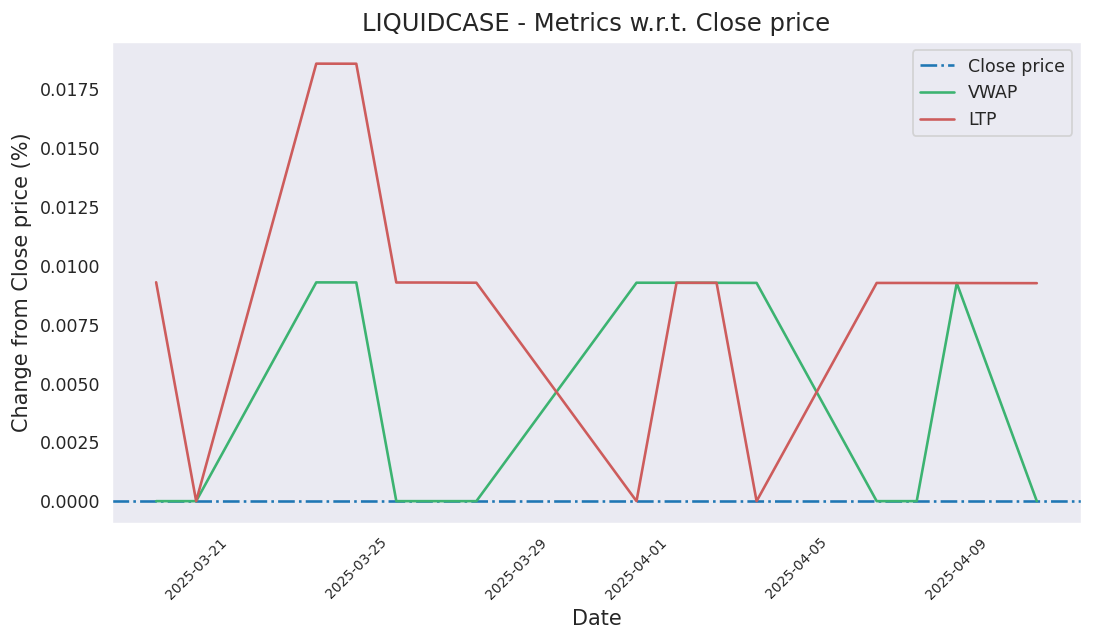 LIQUIDCASE - Metrics w.r.t. Close price
Close price
VWAP
LTP
Change from Close price (%)
0.0175
0.0150
0.0125
0.0100
0.0075
0.0050
0.0025
0.0000
2025-03-21
2025-03-25
2025-03-29
2025-04-01
2025-04-05
2025-04-09
Date